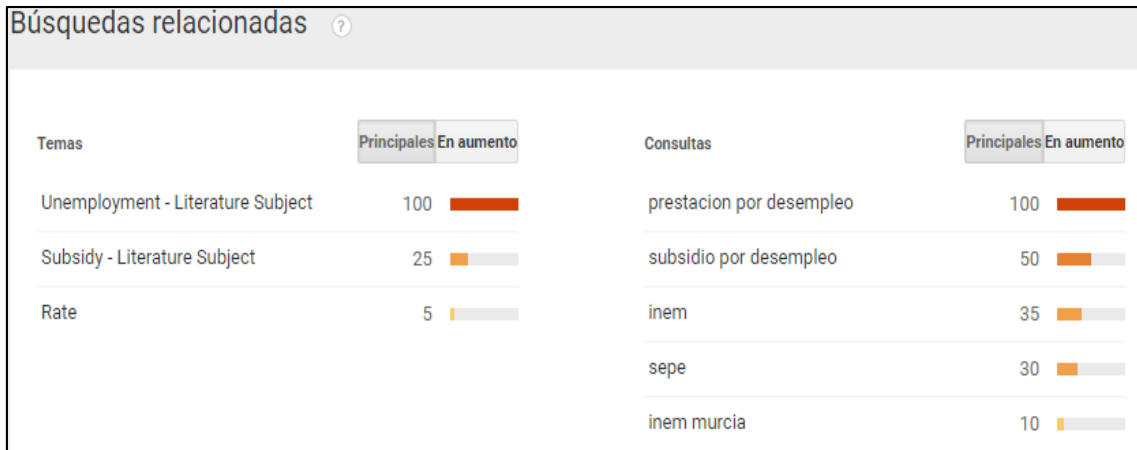 Búsquedas relacionadas ?
Temas
Principales En aumento
Unemployment - Literature Subject 100
Subsidy - Literature Subject 25
Rate 5
Consultas
Principales En aumento
prestacion por desempleo 100
subsidio por desempleo 50
inem 35
sepe 30
inem murcia 10